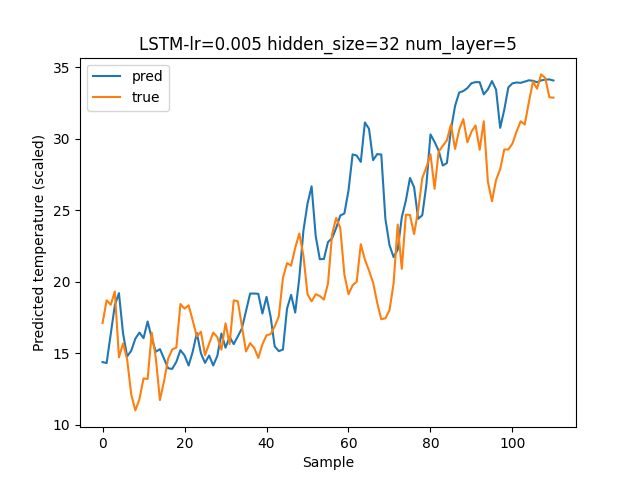 LSTM-lr=0.005 hidden_size=32 num_layer=5
pred
true
35
30
25
20
15
10
Predicted temperature (scaled)
0 20 40 60 80 100
Sample